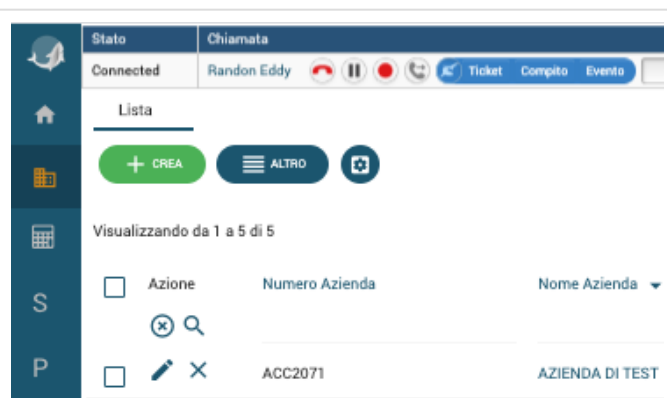 Stato Chiamata
Connected Randon Eddy Ticket Compito Evento
Lista
CREA ALTRO
Visualizzando da 1 a 5 di 5
Azione Numero Azienda Nome Azienda
S
P
ACC2071 AZIENDA DI TEST